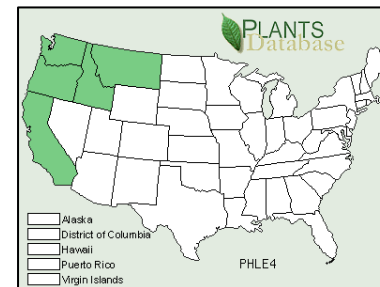 PLANTS
Database
Alaska
District of Columbia
Hawaii
Puerto Rico
Virgin Islands
PHLE4